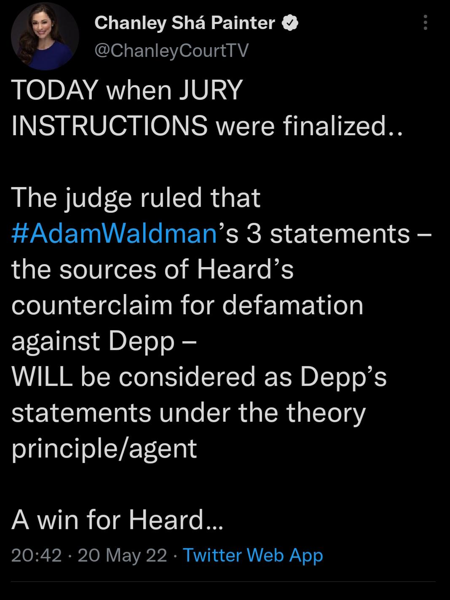 Chanley Shá Painter
@ChanleyCourtTV
TODAY when JURY
INSTRUCTIONS were finalized..
The judge ruled that
#AdamWaldman's 3 statements –
the sources of Heard's
counterclaim for defamation
against Depp –
WILL be considered as Depp's
statements under the theory
principle/agent
A win for Heard...
20:42 · 20 May 22 · Twitter Web App